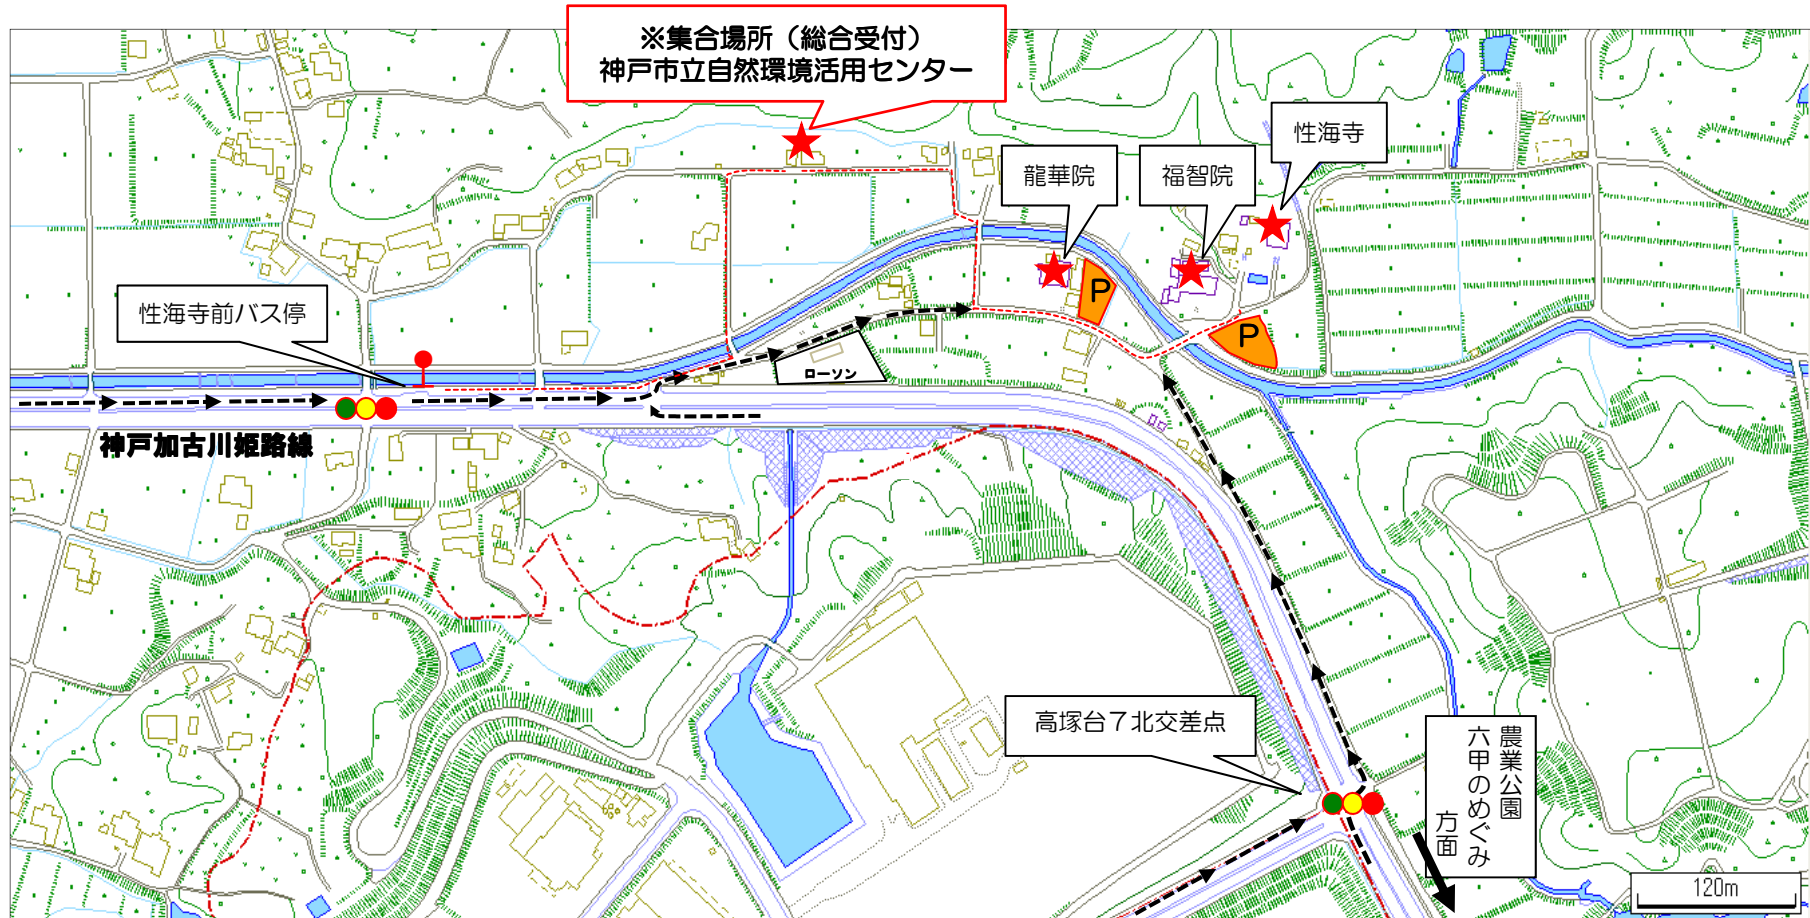 ※集合場所（総合受付）
神戸市立自然環境活用センター
性海寺
龍華院
福智院
性海寺前バス停
P
P
ローソン
神戸加古川姫路線
高塚台７北交差点
農業公園
六甲のめぐみ
方面
120m